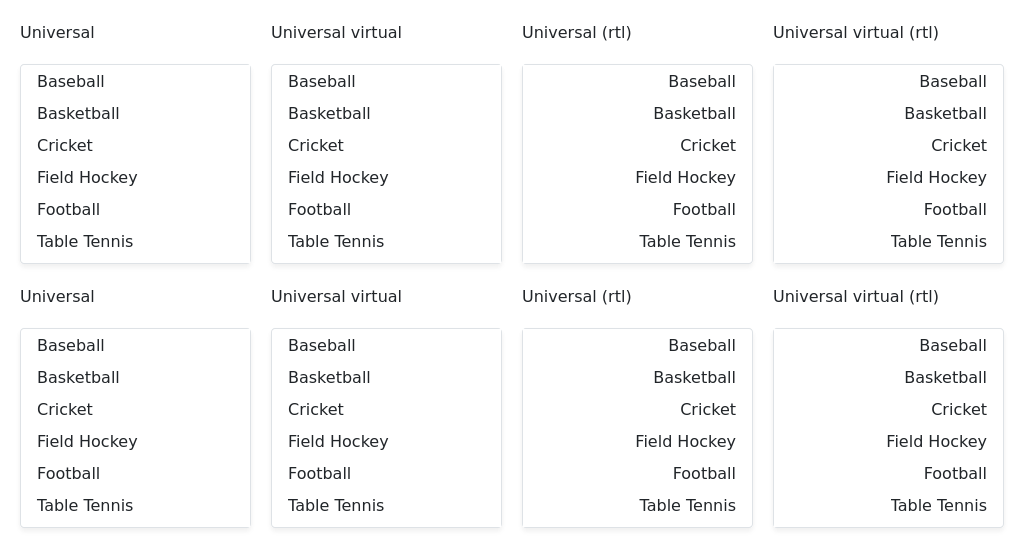 Universal
Baseball
Basketball
Cricket
Field Hockey
Football
Table Tennis
Universal virtual
Baseball
Basketball
Cricket
Field Hockey
Football
Table Tennis
Universal (rtl)
Baseball
Basketball
Cricket
Field Hockey
Football
Table Tennis
Universal virtual (rtl)
Baseball
Basketball
Cricket
Field Hockey
Football
Table Tennis
Universal
Baseball
Basketball
Cricket
Field Hockey
Football
Table Tennis
Universal virtual
Baseball
Basketball
Cricket
Field Hockey
Football
Table Tennis
Universal (rtl)
Baseball
Basketball
Cricket
Field Hockey
Football
Table Tennis
Universal virtual (rtl)
Baseball
Basketball
Cricket
Field Hockey
Football
Table Tennis